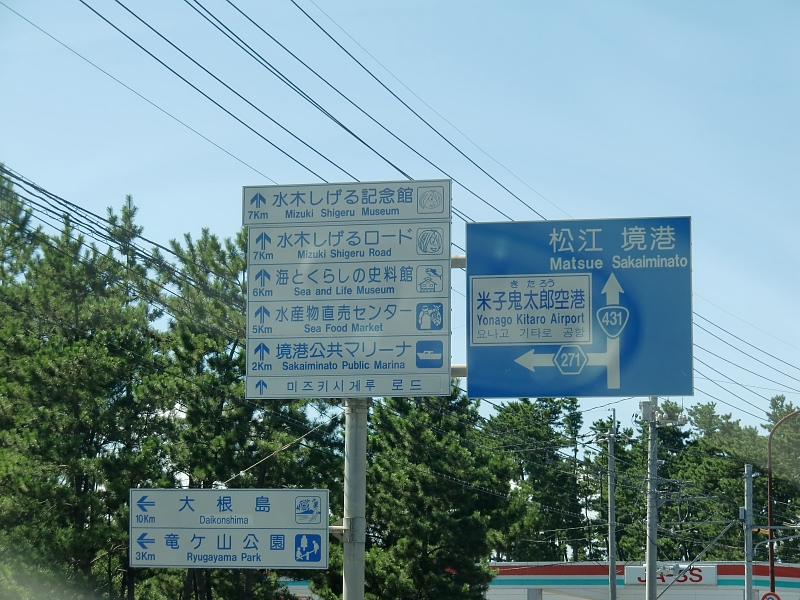 水木しげる記念館
7Km Mizuki Shigeru Museum
水木しげるロード
7Km Mizuki Shigeru Road
海とくらしの史料館
6Km Sea and Life Museum
水産物直売センター
5Km Sea Food Market
境港公共マリーナ
2Km Sakaiminato Public Marina
미즈키시게루 로드
松江 境港
Matsue Sakaiminato
きたろう
米子鬼太郎空港
Yonago Kitaro Airport
요나고 기타로 공항
431
271
大根島
10Km Daikonshima
竜ケ山公園
3Km Ryugayama Park
JA-SS